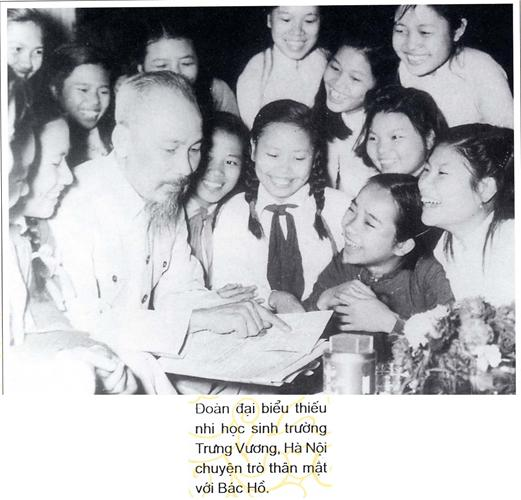 Đoàn đại biểu thiếu
nhi học sinh trường
Trưng Vương, Hà Nội
chuyện trò thân mật
với Bác Hồ.